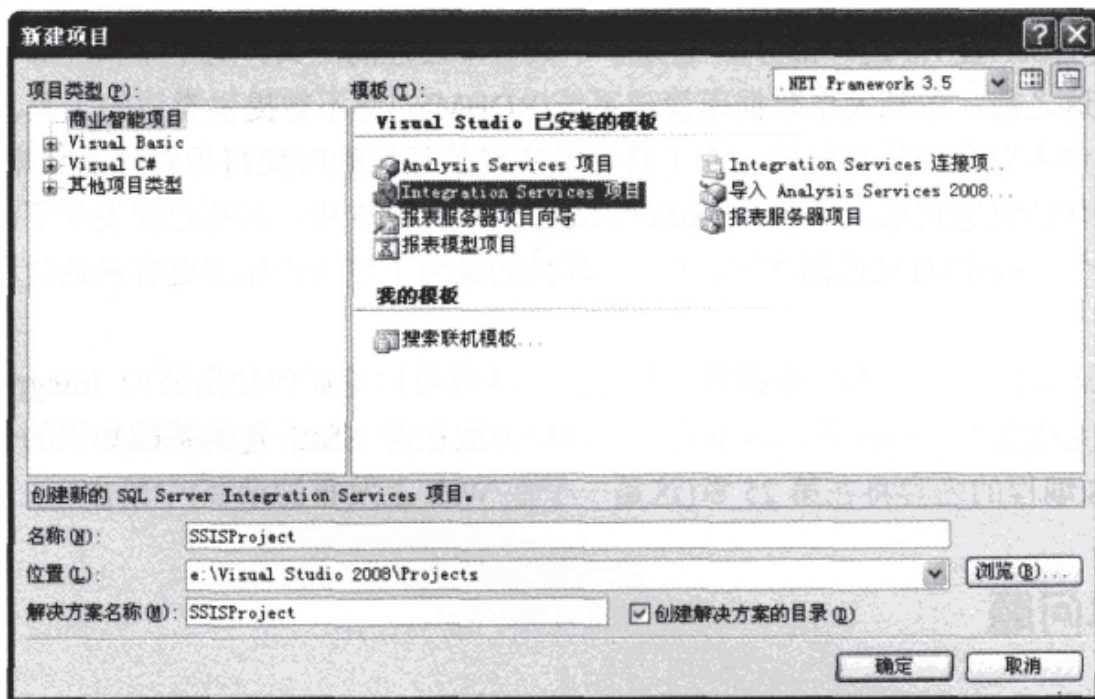 新建项目
项目类型(P):
模板(T):
.NET Framework 3.5
商业智能项目
Visual Basic
Visual C#
其他项目类型
Visual Studio 已安装的模板
Analysis Services 项目
Integration Services 连接项..
Integration Services 项目
导入 Analysis Services 2008...
报表服务器项目向导
报表服务器项目
报表模型项目
我的模板
搜索联机模板...
创建新的 SQL Server Integration Services 项目。
名称(N):
SSISProject
位置(L):
e:\Visual Studio 2008\Projects
浏览(B)...
解决方案名称(M):
SSISProject
创建解决方案的目录(D)
确定
取消